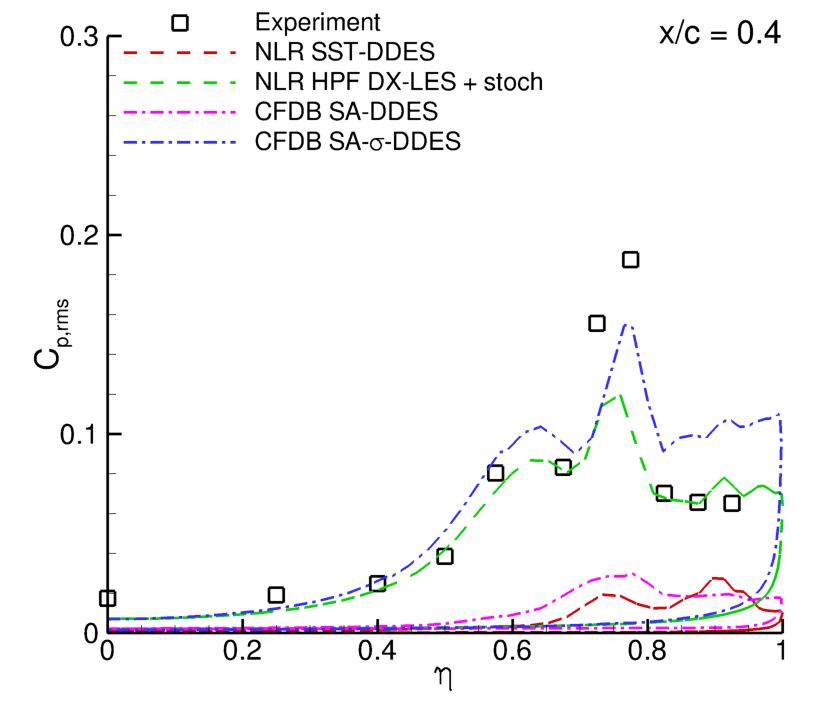 Experiment
x/c = 0.4
NLR SST-DDES
NLR HPF DX-LES + stoch
CFDB SA-DDES
CFDB SA-σ-DDES
0.3
0.2
0.1
0
C_p,rms
0 0.2 0.4 0.6 0.8 1
η